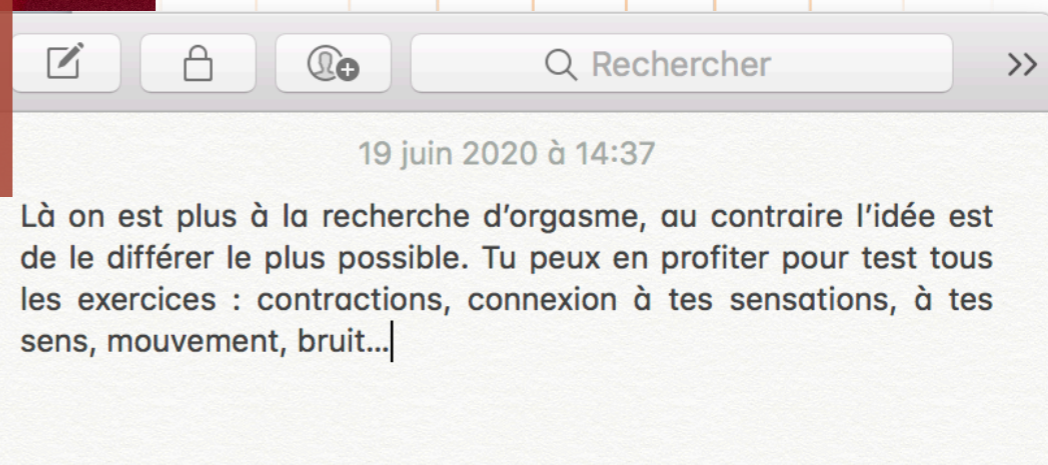 Rechercher
19 juin 2020 à 14:37
Là on est plus à la recherche d'orgasme, au contraire l'idée est
de le différer le plus possible. Tu peux en profiter pour test tous
les exercices : contractions, connexion à tes sensations, à tes
sens, mouvement, bruit...